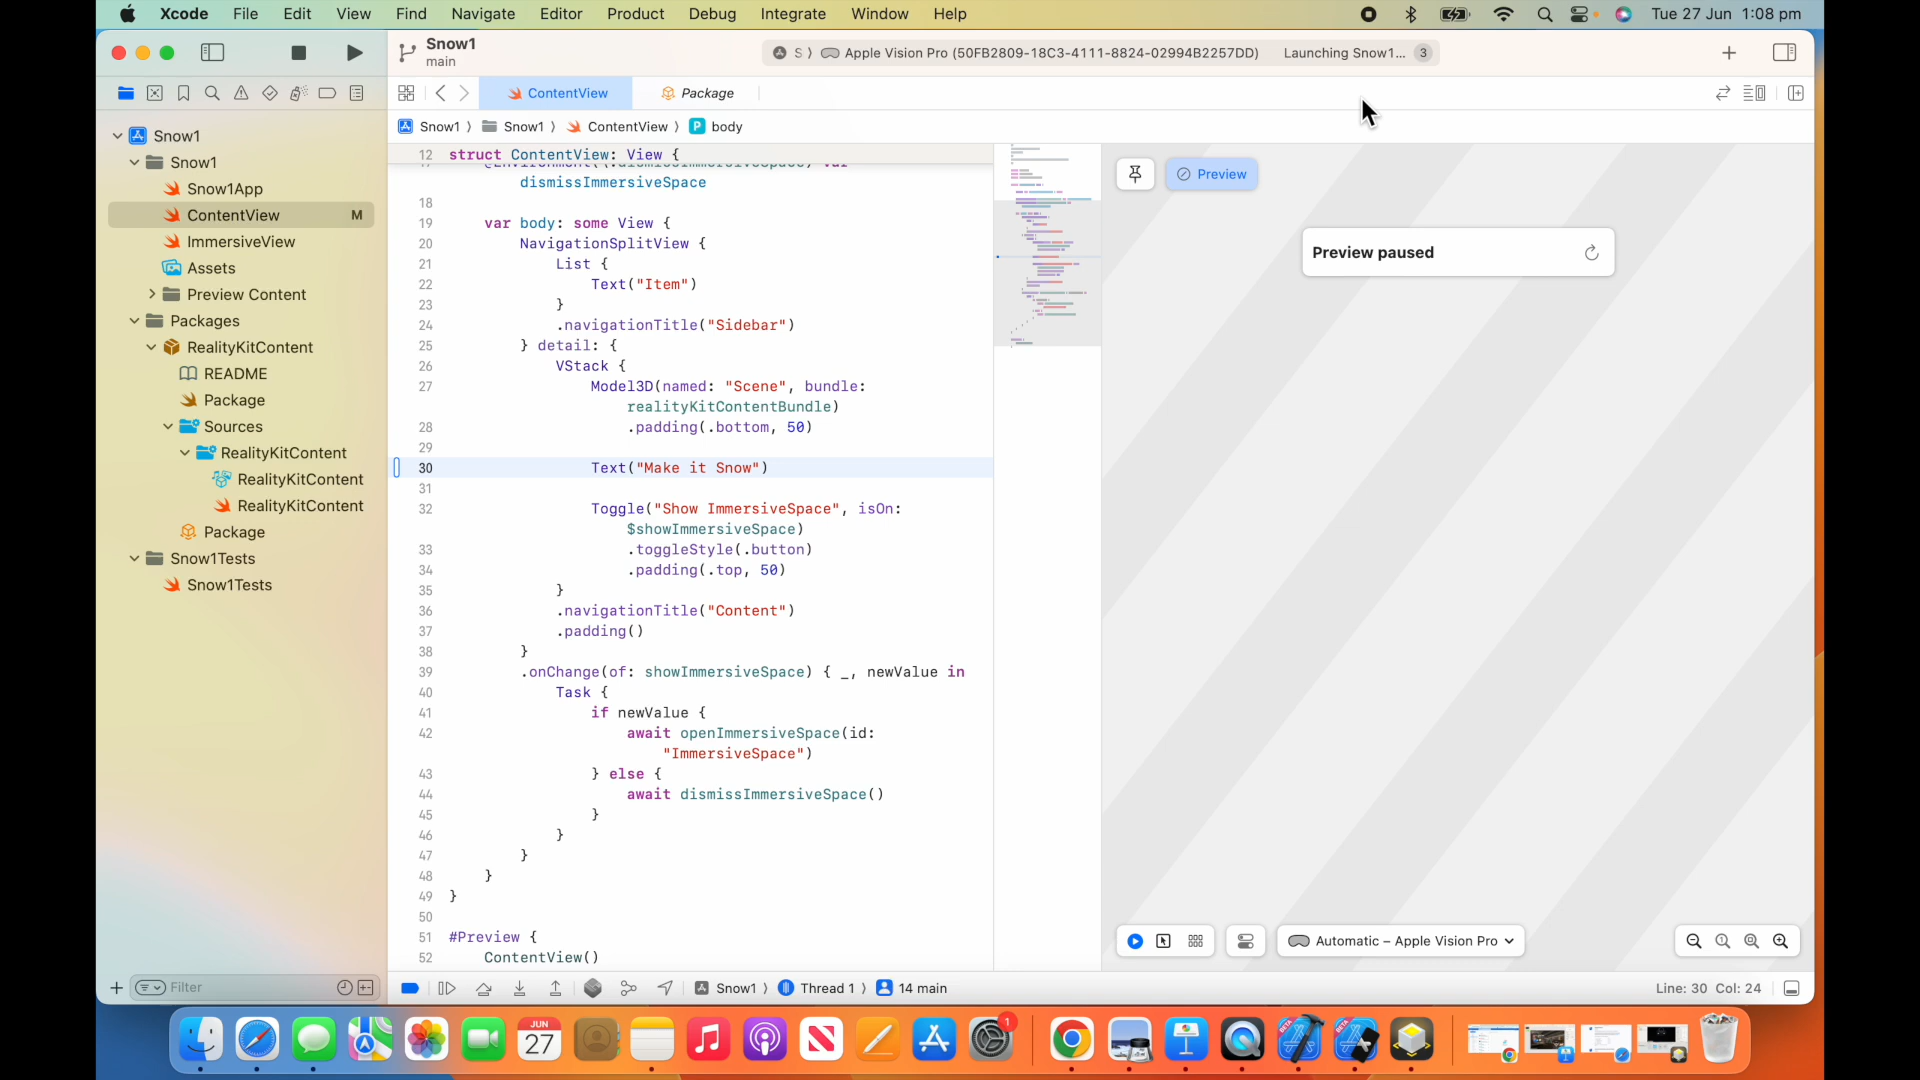 Xcode File Edit View Find Navigate Editor Product Debug Integrate Window Help Tue 27 Jun 1:08 pm
Snow1
main
S ⟩ Apple Vision Pro (50FB2809-18C3-4111-8824-02994B2257DD) Launching Snow1... 3
ContentView Package
Snow1 ⟩ Snow1 ⟩ ContentView ⟩ P body
Snow1
Snow1
Snow1App
ContentView M
ImmersiveView
Assets
Preview Content
Packages
RealityKitContent
README
Package
Sources
RealityKitContent
RealityKitContent
RealityKitContent
Package
Snow1Tests
Snow1Tests
Filter
12 struct ContentView: View {
dismissImmersiveSpace
18
19 var body: some View {
20 NavigationSplitView {
21 List {
22 Text("Item")
23 }
24 .navigationTitle("Sidebar")
25 } detail: {
26 VStack {
27 Model3D(named: "Scene", bundle:
realityKitContentBundle)
28 .padding(.bottom, 50)
29
30 Text("Make it Snow")
31
32 Toggle("Show ImmersiveSpace", isOn:
$showImmersiveSpace)
33 .toggleStyle(.button)
34 .padding(.top, 50)
35 }
36 .navigationTitle("Content")
37 .padding()
38 }
39 .onChange(of: showImmersiveSpace) { _, newValue in
40 Task {
41 if newValue {
42 await openImmersiveSpace(id:
"ImmersiveSpace")
43 } else {
44 await dismissImmersiveSpace()
45 }
46 }
47 }
48 }
49 }
50
51 #Preview {
52 ContentView()
Preview
Preview paused
Automatic – Apple Vision Pro
Snow1 ⟩ Thread 1 ⟩ 14 main
Line: 30 Col: 24
JUN
27
1
BETA
BETA